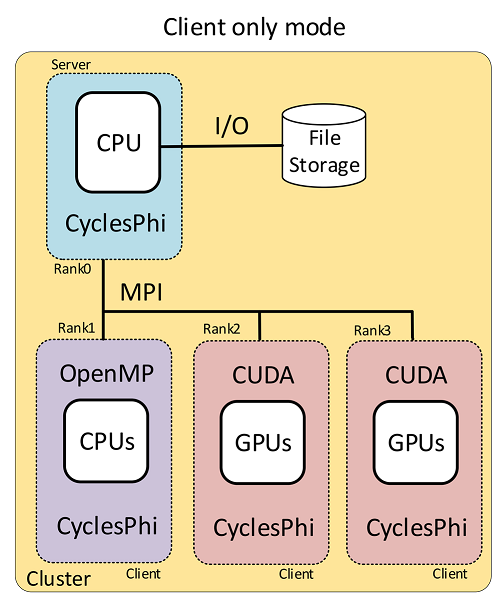 Client only mode
Server
CPU
I/O
File
Storage
CyclesPhi
Rank0
MPI
Rank1
Rank2
Rank3
OpenMP
CUDA
CUDA
CPUs
GPUs
GPUs
CyclesPhi
CyclesPhi
CyclesPhi
Cluster
Client
Client
Client